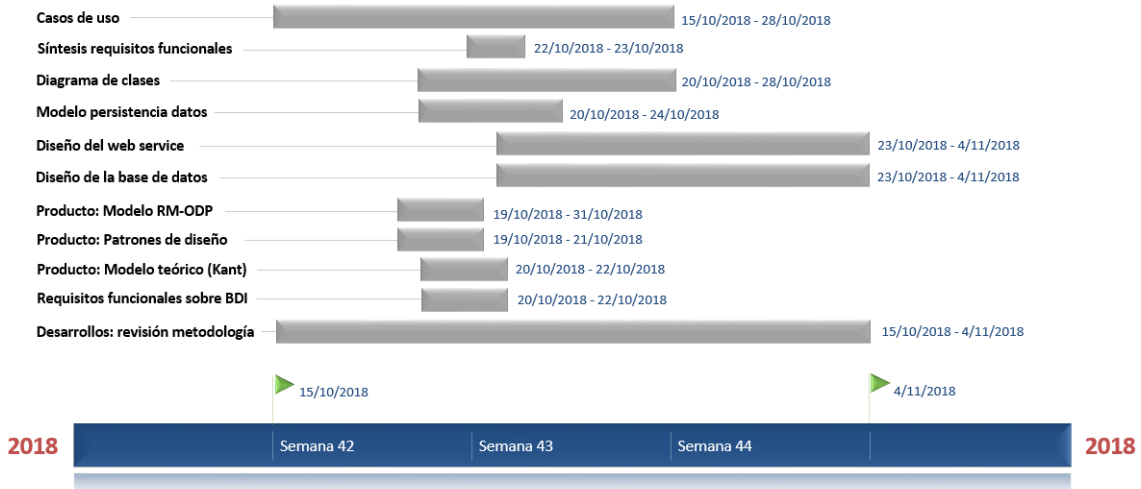 Casos de uso 15/10/2018 - 28/10/2018
Síntesis requisitos funcionales 22/10/2018 - 23/10/2018
Diagrama de clases 20/10/2018 - 28/10/2018
Modelo persistencia datos 20/10/2018 - 24/10/2018
Diseño del web service 23/10/2018 - 4/11/2018
Diseño de la base de datos 23/10/2018 - 4/11/2018
Producto: Modelo RM-ODP 19/10/2018 - 31/10/2018
Producto: Patrones de diseño 19/10/2018 - 21/10/2018
Producto: Modelo teórico (Kant) 20/10/2018 - 22/10/2018
Requisitos funcionales sobre BDI 20/10/2018 - 22/10/2018
Desarrollos: revisión metodología 15/10/2018 - 4/11/2018
15/10/2018 4/11/2018
2018 Semana 42 Semana 43 Semana 44 2018